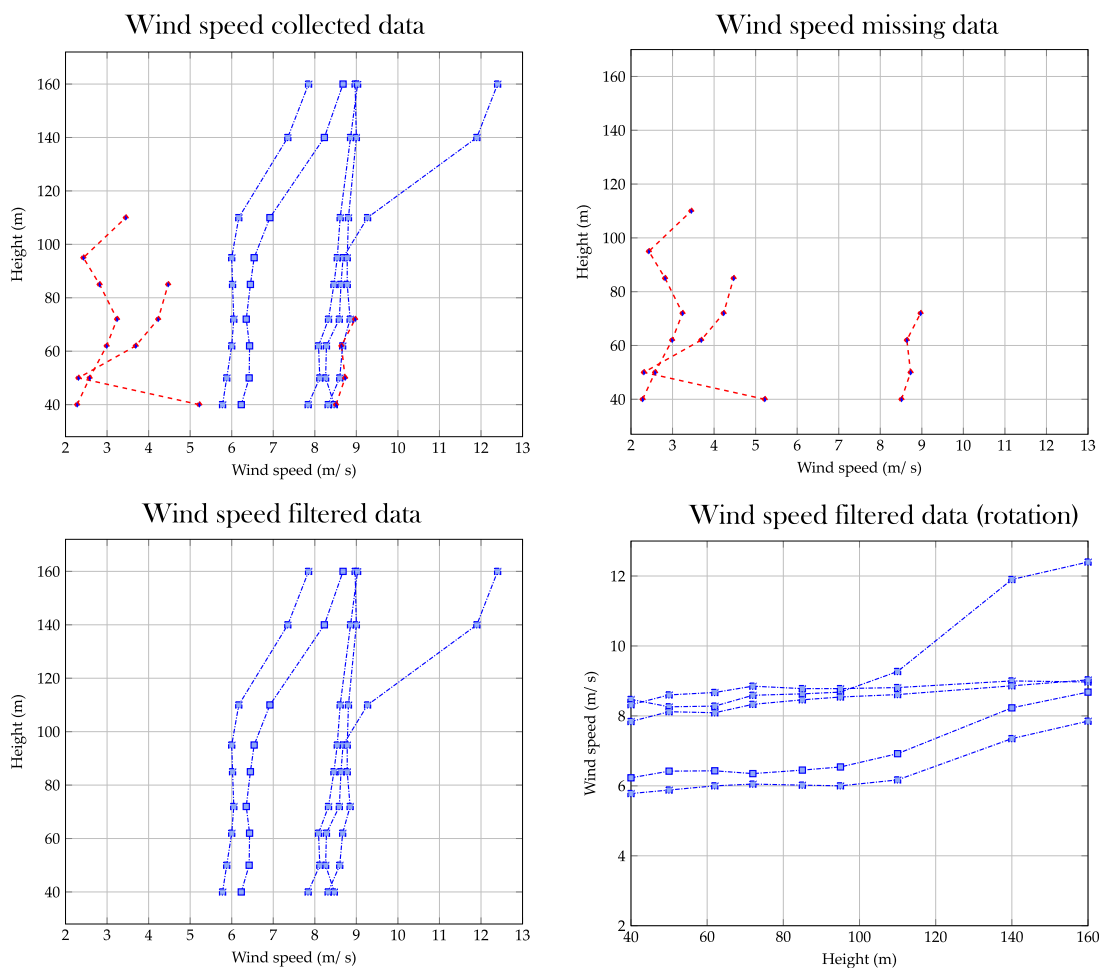 Wind speed collected data
160
140
120
100
80
60
40
Height (m)
2 3 4 5 6 7 8 9 10 11 12 13
Wind speed (m/ s)
Wind speed missing data
160
140
120
100
80
60
40
Height (m)
2 3 4 5 6 7 8 9 10 11 12 13
Wind speed (m/ s)
Wind speed filtered data
160
140
120
100
80
60
40
Height (m)
2 3 4 5 6 7 8 9 10 11 12 13
Wind speed (m/ s)
Wind speed filtered data (rotation)
12
10
8
6
4
2
Wind speed (m/ s)
40 60 80 100 120 140 160
Height (m)